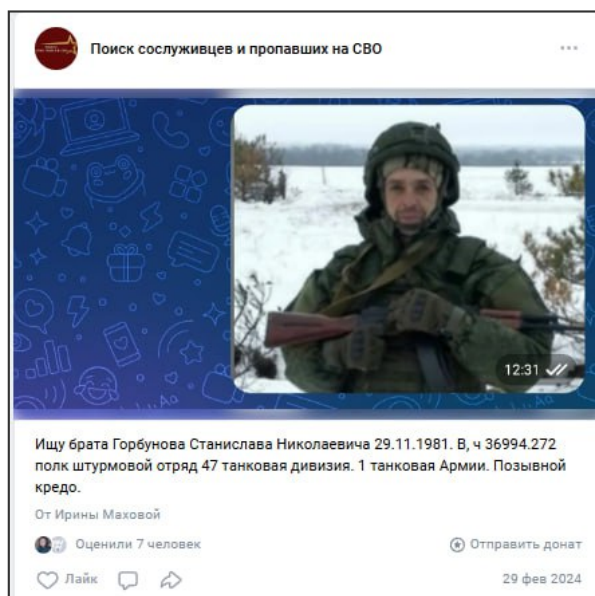 Поиск сослуживцев и пропавших на СВО
12:31
Ищу брата Горбунова Станислава Николаевича 29.11.1981. В, ч 36994.272
полк штурмовой отряд 47 танковая дивизия. 1 танковая Армии. Позывной
кредо.
От Ирины Маховой
Оценили 7 человек
Отправить донат
Лайк
29 фев 2024